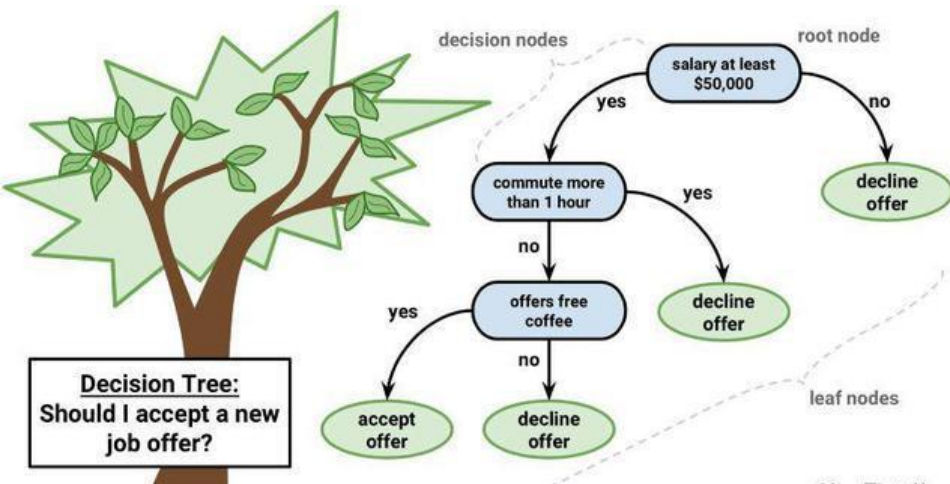 decision nodes
root node
salary at least
$50,000
yes
no
commute more
than 1 hour
yes
decline
offer
no
offers free
coffee
decline
offer
yes
no
leaf nodes
Decision Tree:
Should I accept a new
job offer?
accept
offer
decline
offer